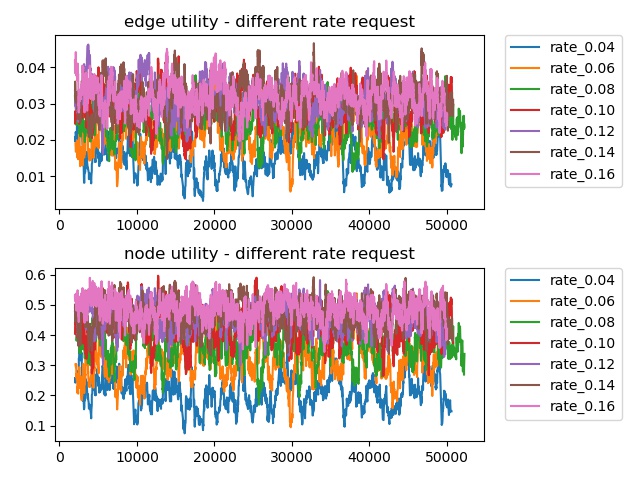 edge utility - different rate request
0.04
0.03
0.02
0.01
0 10000 20000 30000 40000 50000
rate_0.04
rate_0.06
rate_0.08
rate_0.10
rate_0.12
rate_0.14
rate_0.16
node utility - different rate request
0.6
0.5
0.4
0.3
0.2
0.1
0 10000 20000 30000 40000 50000
rate_0.04
rate_0.06
rate_0.08
rate_0.10
rate_0.12
rate_0.14
rate_0.16